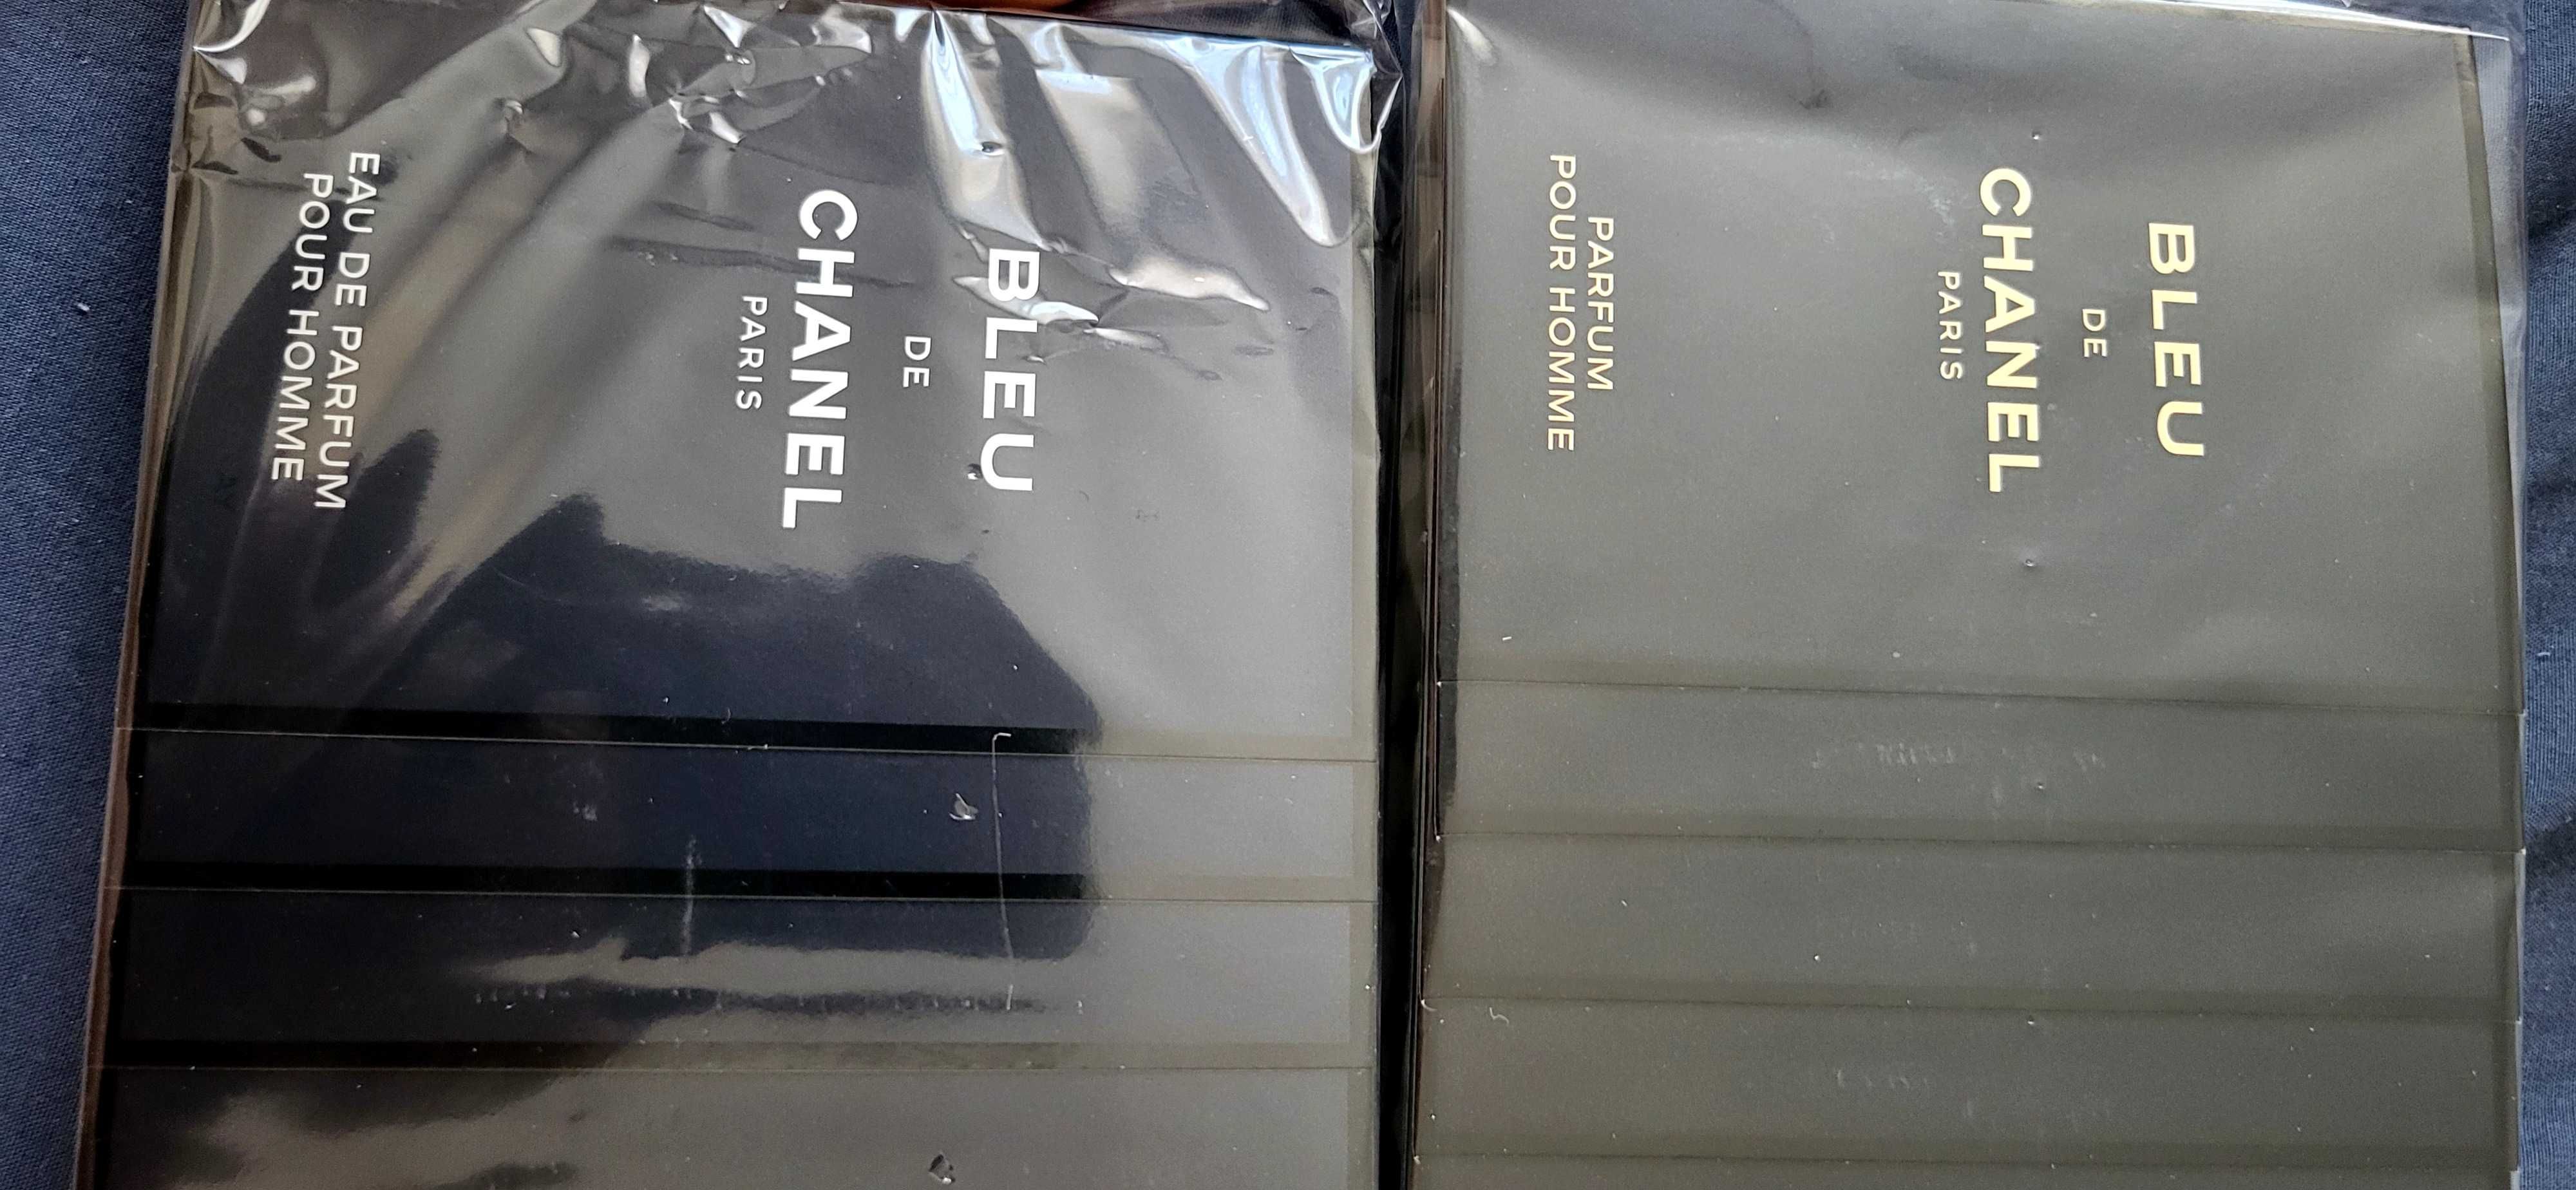 BLEU
DE
CHANEL
PARIS
EAU DE PARFUM
POUR HOMME
BLEU
DE
CHANEL
PARIS
PARFUM
POUR HOMME